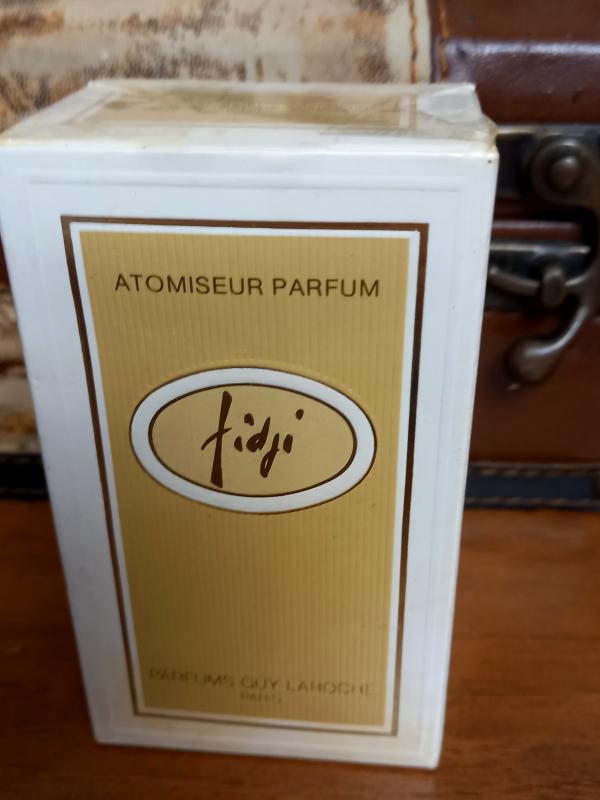 ATOMISEUR PARFUM
fidji
PARFUMS GUY LAROCHE
PARIS